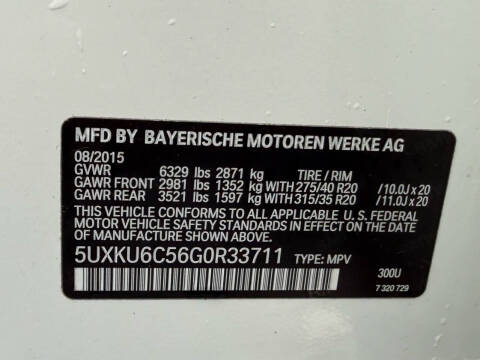 MFD BY BAYERISCHE MOTOREN WERKE AG
08/2015
GVWR 6329 lbs 2871 kg TIRE / RIM
GAWR FRONT 2981 lbs 1352 kg WITH 275/40 R20 /10.0J x 20
GAWR REAR 3521 lbs 1597 kg WITH 315/35 R20 /11.0J x 20
THIS VEHICLE CONFORMS TO ALL APPLICABLE U. S. FEDERAL
MOTOR VEHICLE SAFETY STANDARDS IN EFFECT ON THE DATE
OF MANUFACTURE SHOWN ABOVE.
5UXKU6C56G0R33711 TYPE: MPV
300U
7 320 729